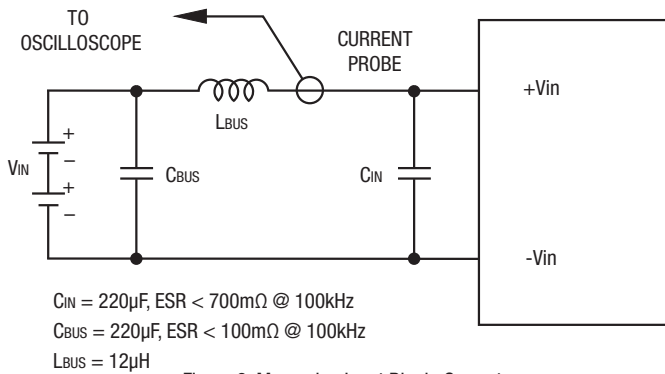 TO
OSCILLOSCOPE
CURRENT
PROBE
+Vin
LBUS
VIN
+
−
+
−
CBUS
CIN
-Vin
CIN = 220μF, ESR < 700mΩ @ 100kHz
CBUS = 220μF, ESR < 100mΩ @ 100kHz
LBUS = 12μH